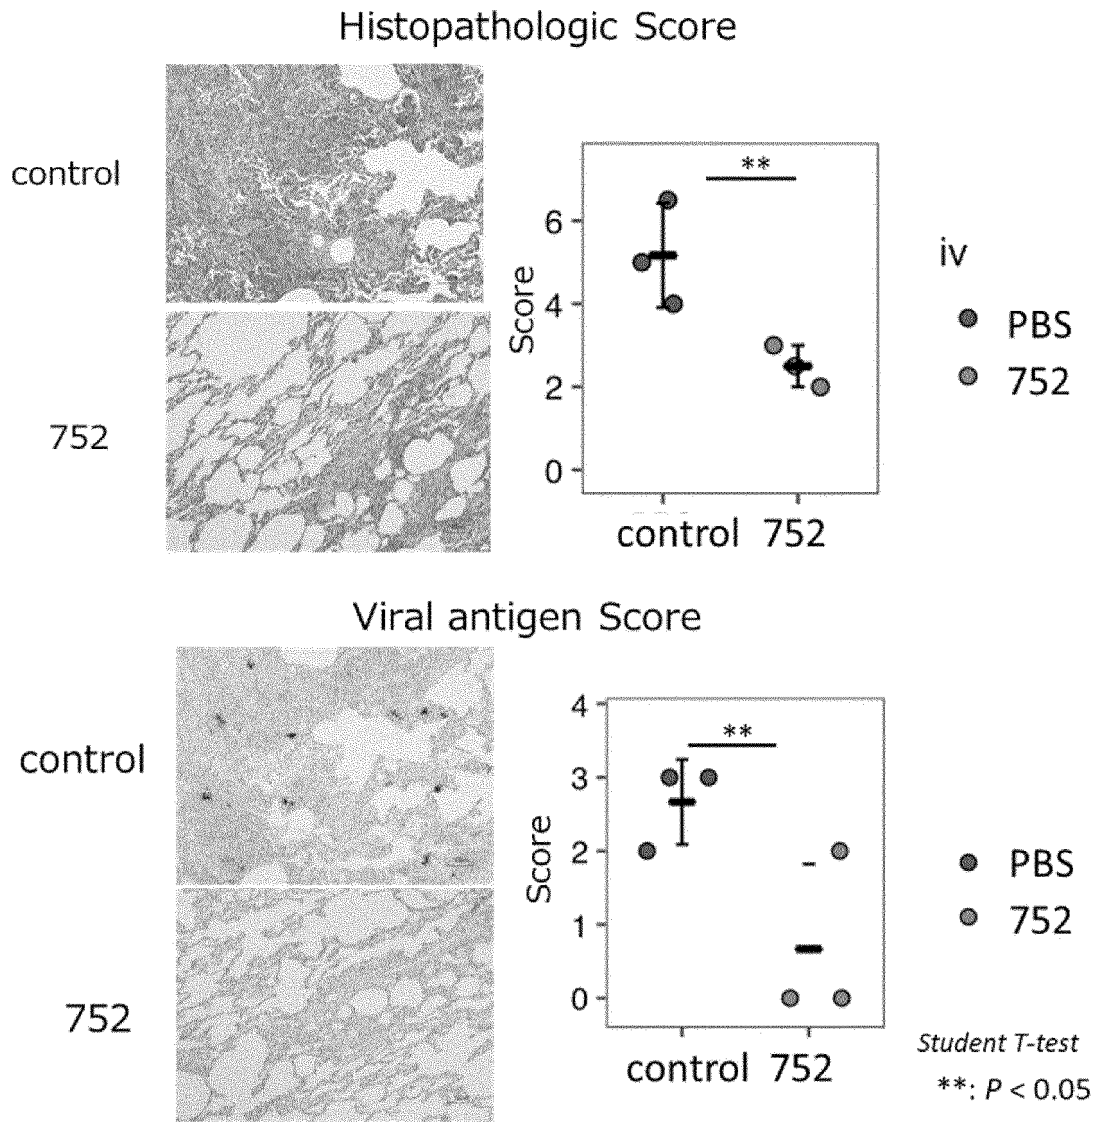 Histopathologic Score
control
752
Score
6
4
2
0
**
control 752
iv
PBS
752
Viral antigen Score
control
752
Score
4
3
2
1
0
**
control 752
PBS
752
Student T-test
**: P < 0.05